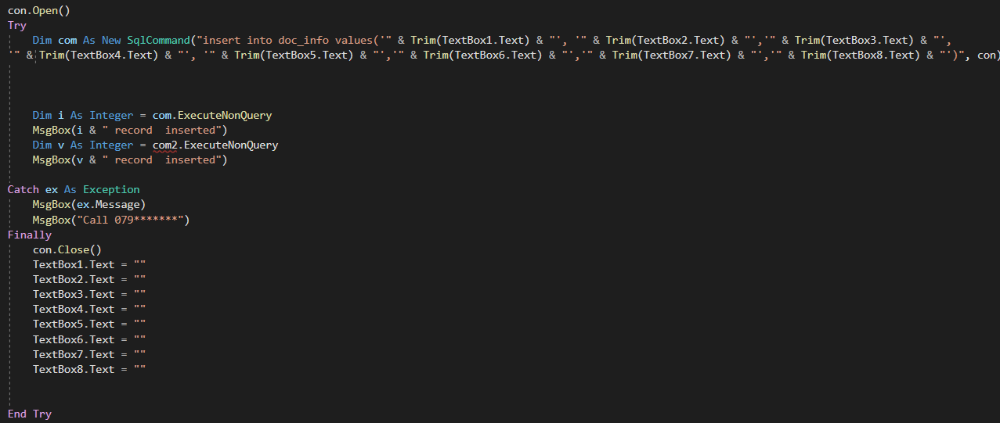 con.Open()
Try
Dim com As New SqlCommand("insert into doc_info values('" & Trim(TextBox1.Text) & "', '" & Trim(TextBox2.Text) & "','" & Trim(TextBox3.Text) & "',
'" & Trim(TextBox4.Text) & "', '" & Trim(TextBox5.Text) & "','" & Trim(TextBox6.Text) & "','" & Trim(TextBox7.Text) & "','" & Trim(TextBox8.Text) & "')", con)
Dim i As Integer = com.ExecuteNonQuery
MsgBox(i & " record  inserted")
Dim v As Integer = com2.ExecuteNonQuery
MsgBox(v & " record  inserted")
Catch ex As Exception
MsgBox(ex.Message)
MsgBox("Call 079*******")
Finally
con.Close()
TextBox1.Text = ""
TextBox2.Text = ""
TextBox3.Text = ""
TextBox4.Text = ""
TextBox5.Text = ""
TextBox6.Text = ""
TextBox7.Text = ""
TextBox8.Text = ""
End Try